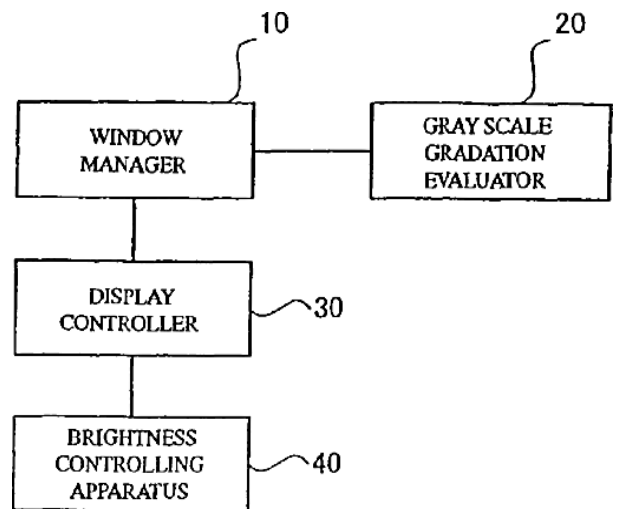 10
20
WINDOW
MANAGER
GRAY SCALE
GRADATION
EVALUATOR
DISPLAY
CONTROLLER
30
BRIGHTNESS
CONTROLLING
APPARATUS
40